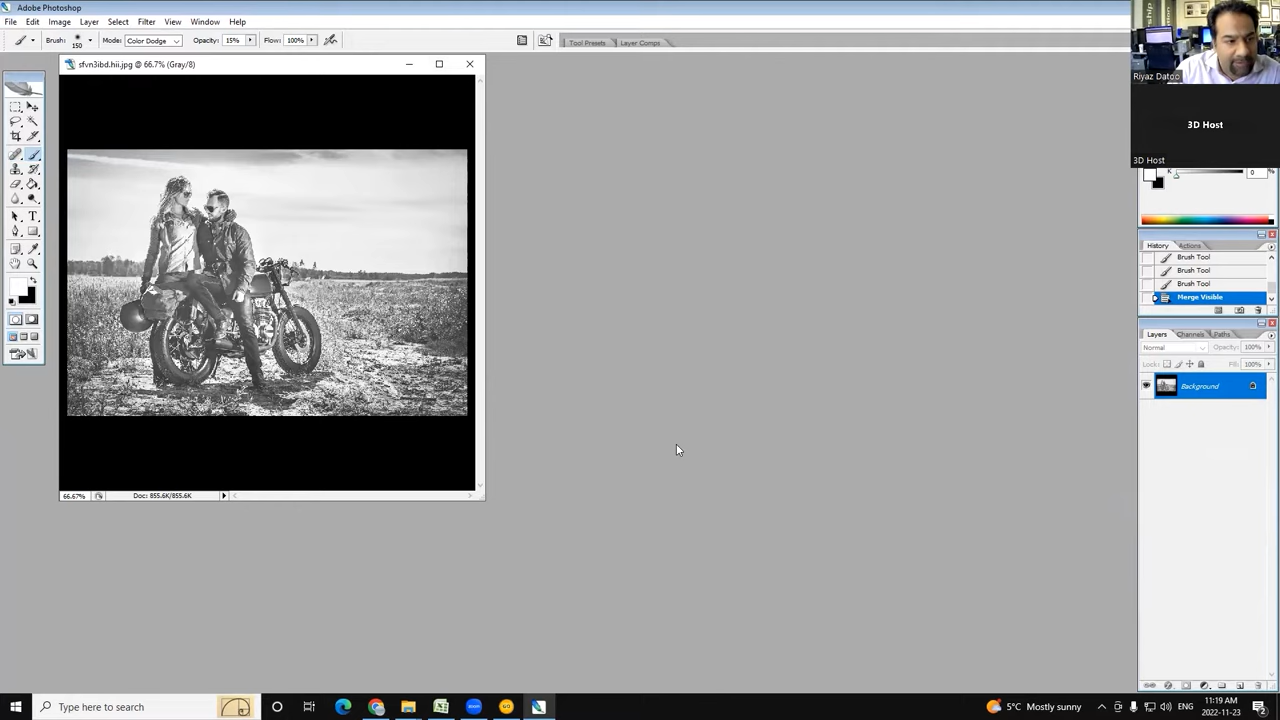 Adobe Photoshop
File Edit Image Layer Select Filter View Window Help
Brush: 150 Mode: Color Dodge Opacity: 15% Flow: 100%
Tool Presets Layer Comps
sfvn3ibd.hii.jpg @ 66.7% (Gray/8)
Riyaz Datoo
3D Host
3D Host
K 0 %
History Actions
Brush Tool
Brush Tool
Brush Tool
Merge Visible
Layers Channels Paths
Normal Opacity: 100%
Lock: Fill: 100%
Background
66.67% Doc: 855.6K/855.6K
Type here to search
5°C Mostly sunny ENG 11:19 AM
2022-11-23 2